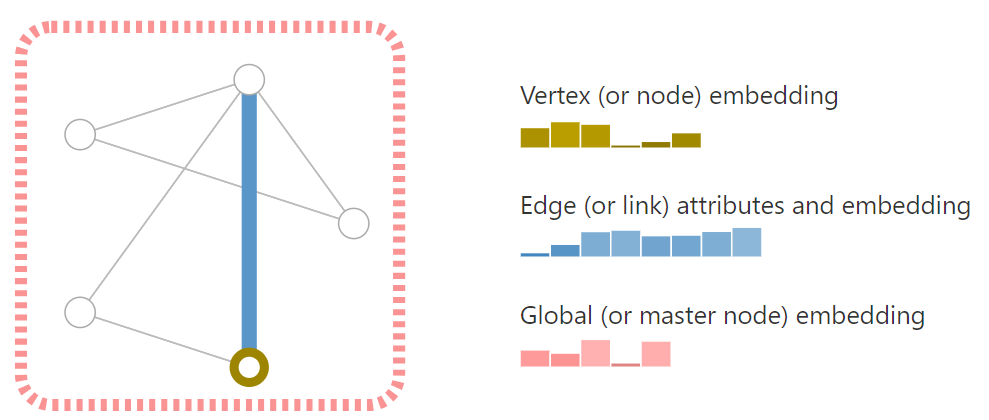 Vertex (or node) embedding
Edge (or link) attributes and embedding
Global (or master node) embedding